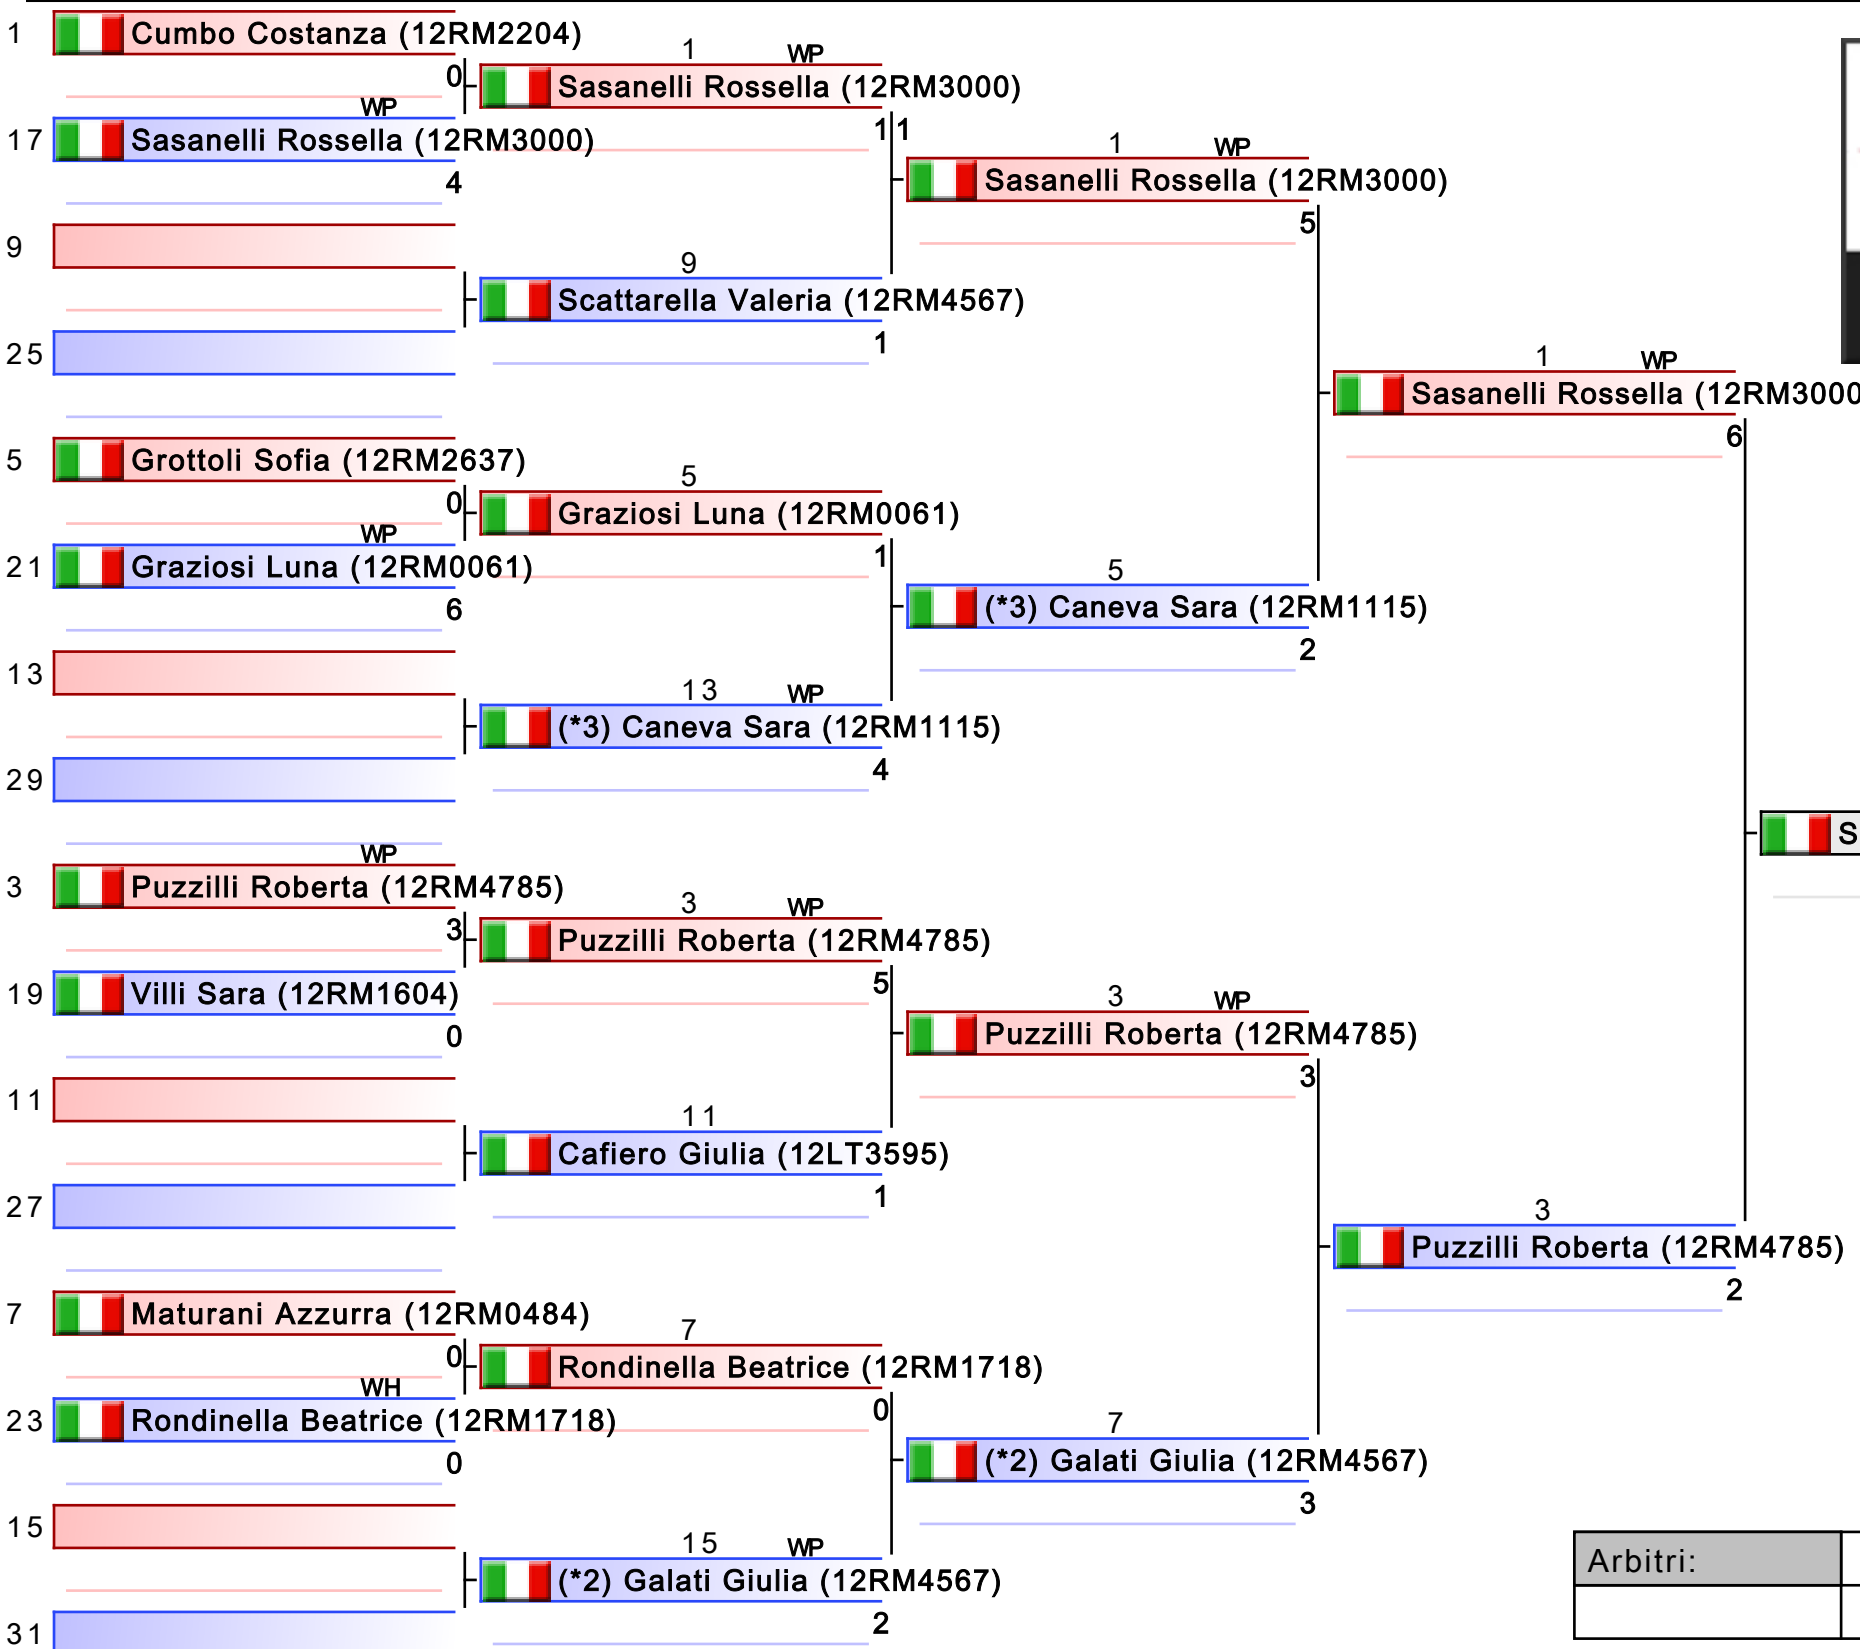 1 Cumbo Costanza (12RM2204)
0
1 WP
Sasanelli Rossella (12RM3000)
11
WP
17 Sasanelli Rossella (12RM3000)
4
1 WP
Sasanelli Rossella (12RM3000)
5
9
9
Scattarella Valeria (12RM4567)
1
25
1 WP
Sasanelli Rossella (12RM3000
6
5 Grottoli Sofia (12RM2637)
0
5
Graziosi Luna (12RM0061)
1
WP
21 Graziosi Luna (12RM0061)
6
5
(*3) Caneva Sara (12RM1115)
2
13
13 WP
(*3) Caneva Sara (12RM1115)
4
29
S
WP
3 Puzzilli Roberta (12RM4785)
3
3 WP
Puzzilli Roberta (12RM4785)
5
19 Villi Sara (12RM1604)
0
3 WP
Puzzilli Roberta (12RM4785)
3
11
11
Cafiero Giulia (12LT3595)
1
27
3
Puzzilli Roberta (12RM4785)
2
7 Maturani Azzurra (12RM0484)
0
7
Rondinella Beatrice (12RM1718)
0
WH
23 Rondinella Beatrice (12RM1718)
0
7
(*2) Galati Giulia (12RM4567)
3
15
15 WP
(*2) Galati Giulia (12RM4567)
2
31
Arbitri: